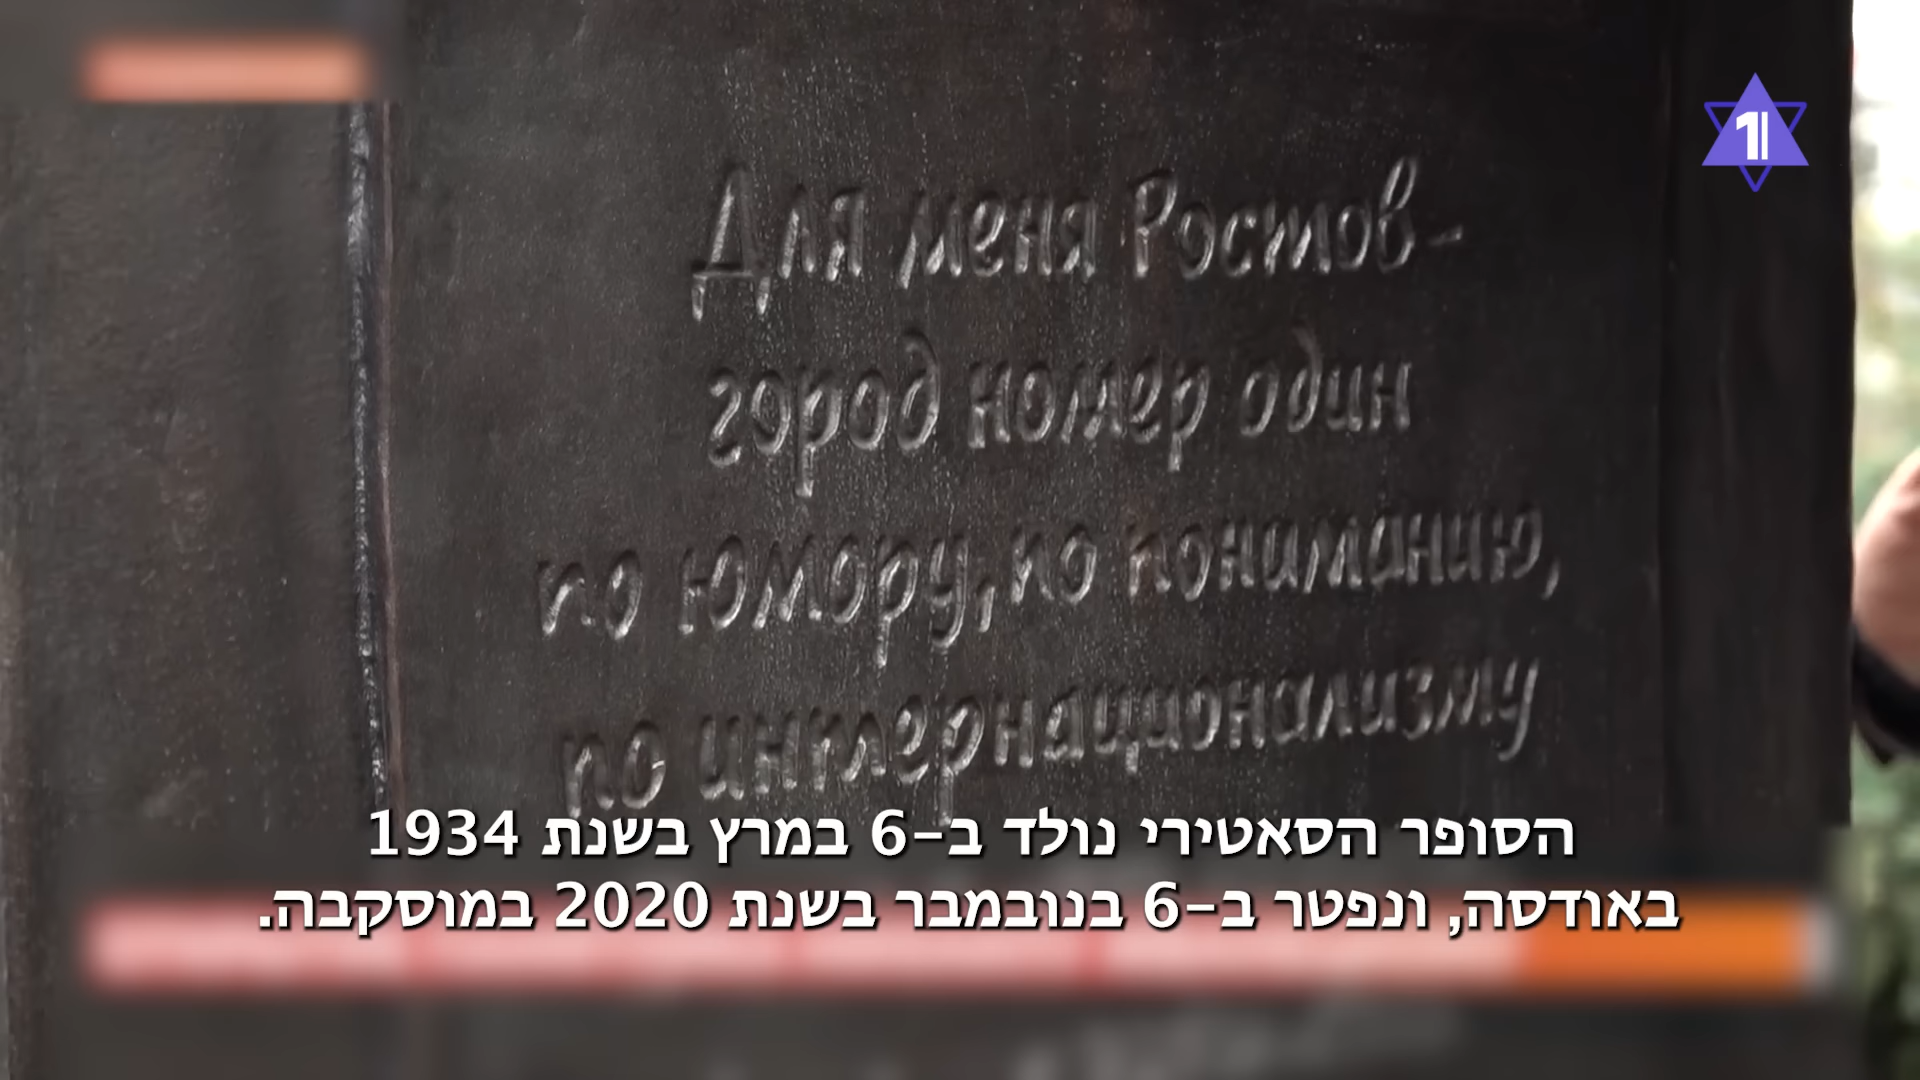 1
Для меня Ростов-
город номер один
по юмору, по пониманию,
по интернационализму
הסופר הסאטירי נולד ב-6 במרץ בשנת 1934
באודסה, ונפטר ב-6 בנובמבר בשנת 2020 במוסקבה.